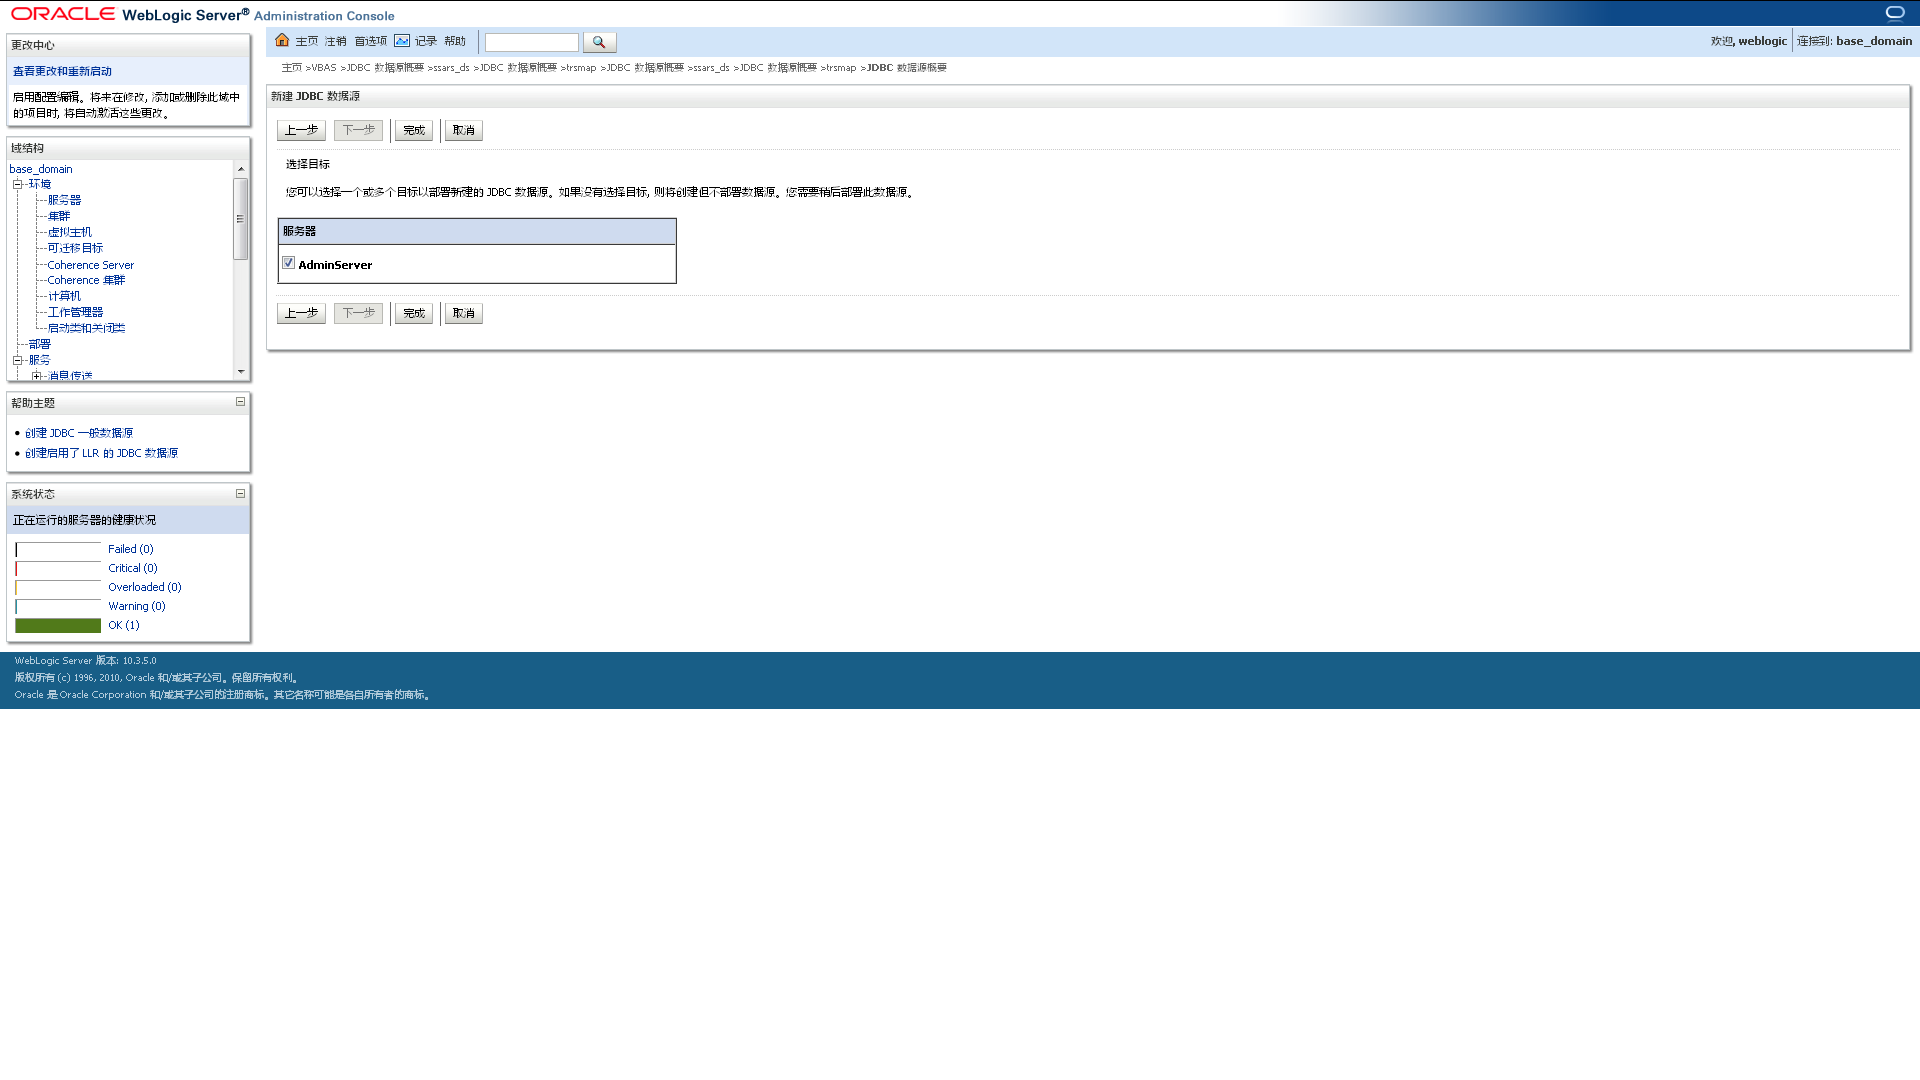 ORACLE WebLogic Server® Administration Console
更改中心
查看更改和重新启动
启用配置编辑。将来在修改, 添加或删除此域中
的项目时, 将自动激活这些更改。
域结构
base_domain
环境
服务器
集群
虚拟主机
可迁移目标
Coherence Server
Coherence 集群
计算机
工作管理器
启动类和关闭类
部署
服务
消息传送
帮助主题
创建 JDBC 一般数据源
创建启用了 LLR 的 JDBC 数据源
系统状态
正在运行的服务器的健康状况
Failed (0)
Critical (0)
Overloaded (0)
Warning (0)
OK (1)
主页 注销 首选项 记录 帮助
欢迎, weblogic 连接到: base_domain
主页 >VBAS >JDBC 数据源概要 >ssars_ds >JDBC 数据源概要 >trsmap >JDBC 数据源概要 >ssars_ds >JDBC 数据源概要 >trsmap >JDBC 数据源概要
新建 JDBC 数据源
上一步 下一步 完成 取消
选择目标
您可以选择一个或多个目标以部署新建的 JDBC 数据源。如果没有选择目标, 则将创建但不部署数据源。您需要稍后部署此数据源。
服务器
AdminServer
上一步 下一步 完成 取消
WebLogic Server 版本: 10.3.5.0
版权所有 (c) 1996, 2010, Oracle 和/或其子公司。保留所有权利。
Oracle 是 Oracle Corporation 和/或其子公司的注册商标。其它名称可能是各自所有者的商标。